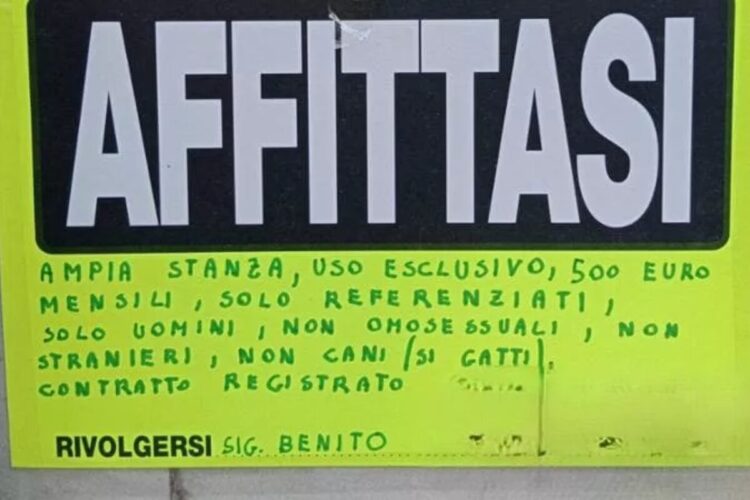 AFFITTASI
AMPIA STANZA, USO ESCLUSIVO, 500 EURO
MENSILI, SOLO REFERENZIATI,
SOLO UOMINI, NON OMOSESSUALI, NON
STRANIERI, NON CANI (SI GATTI).
CONTRATTO REGISTRATO
RIVOLGERSI SIG. BENITO